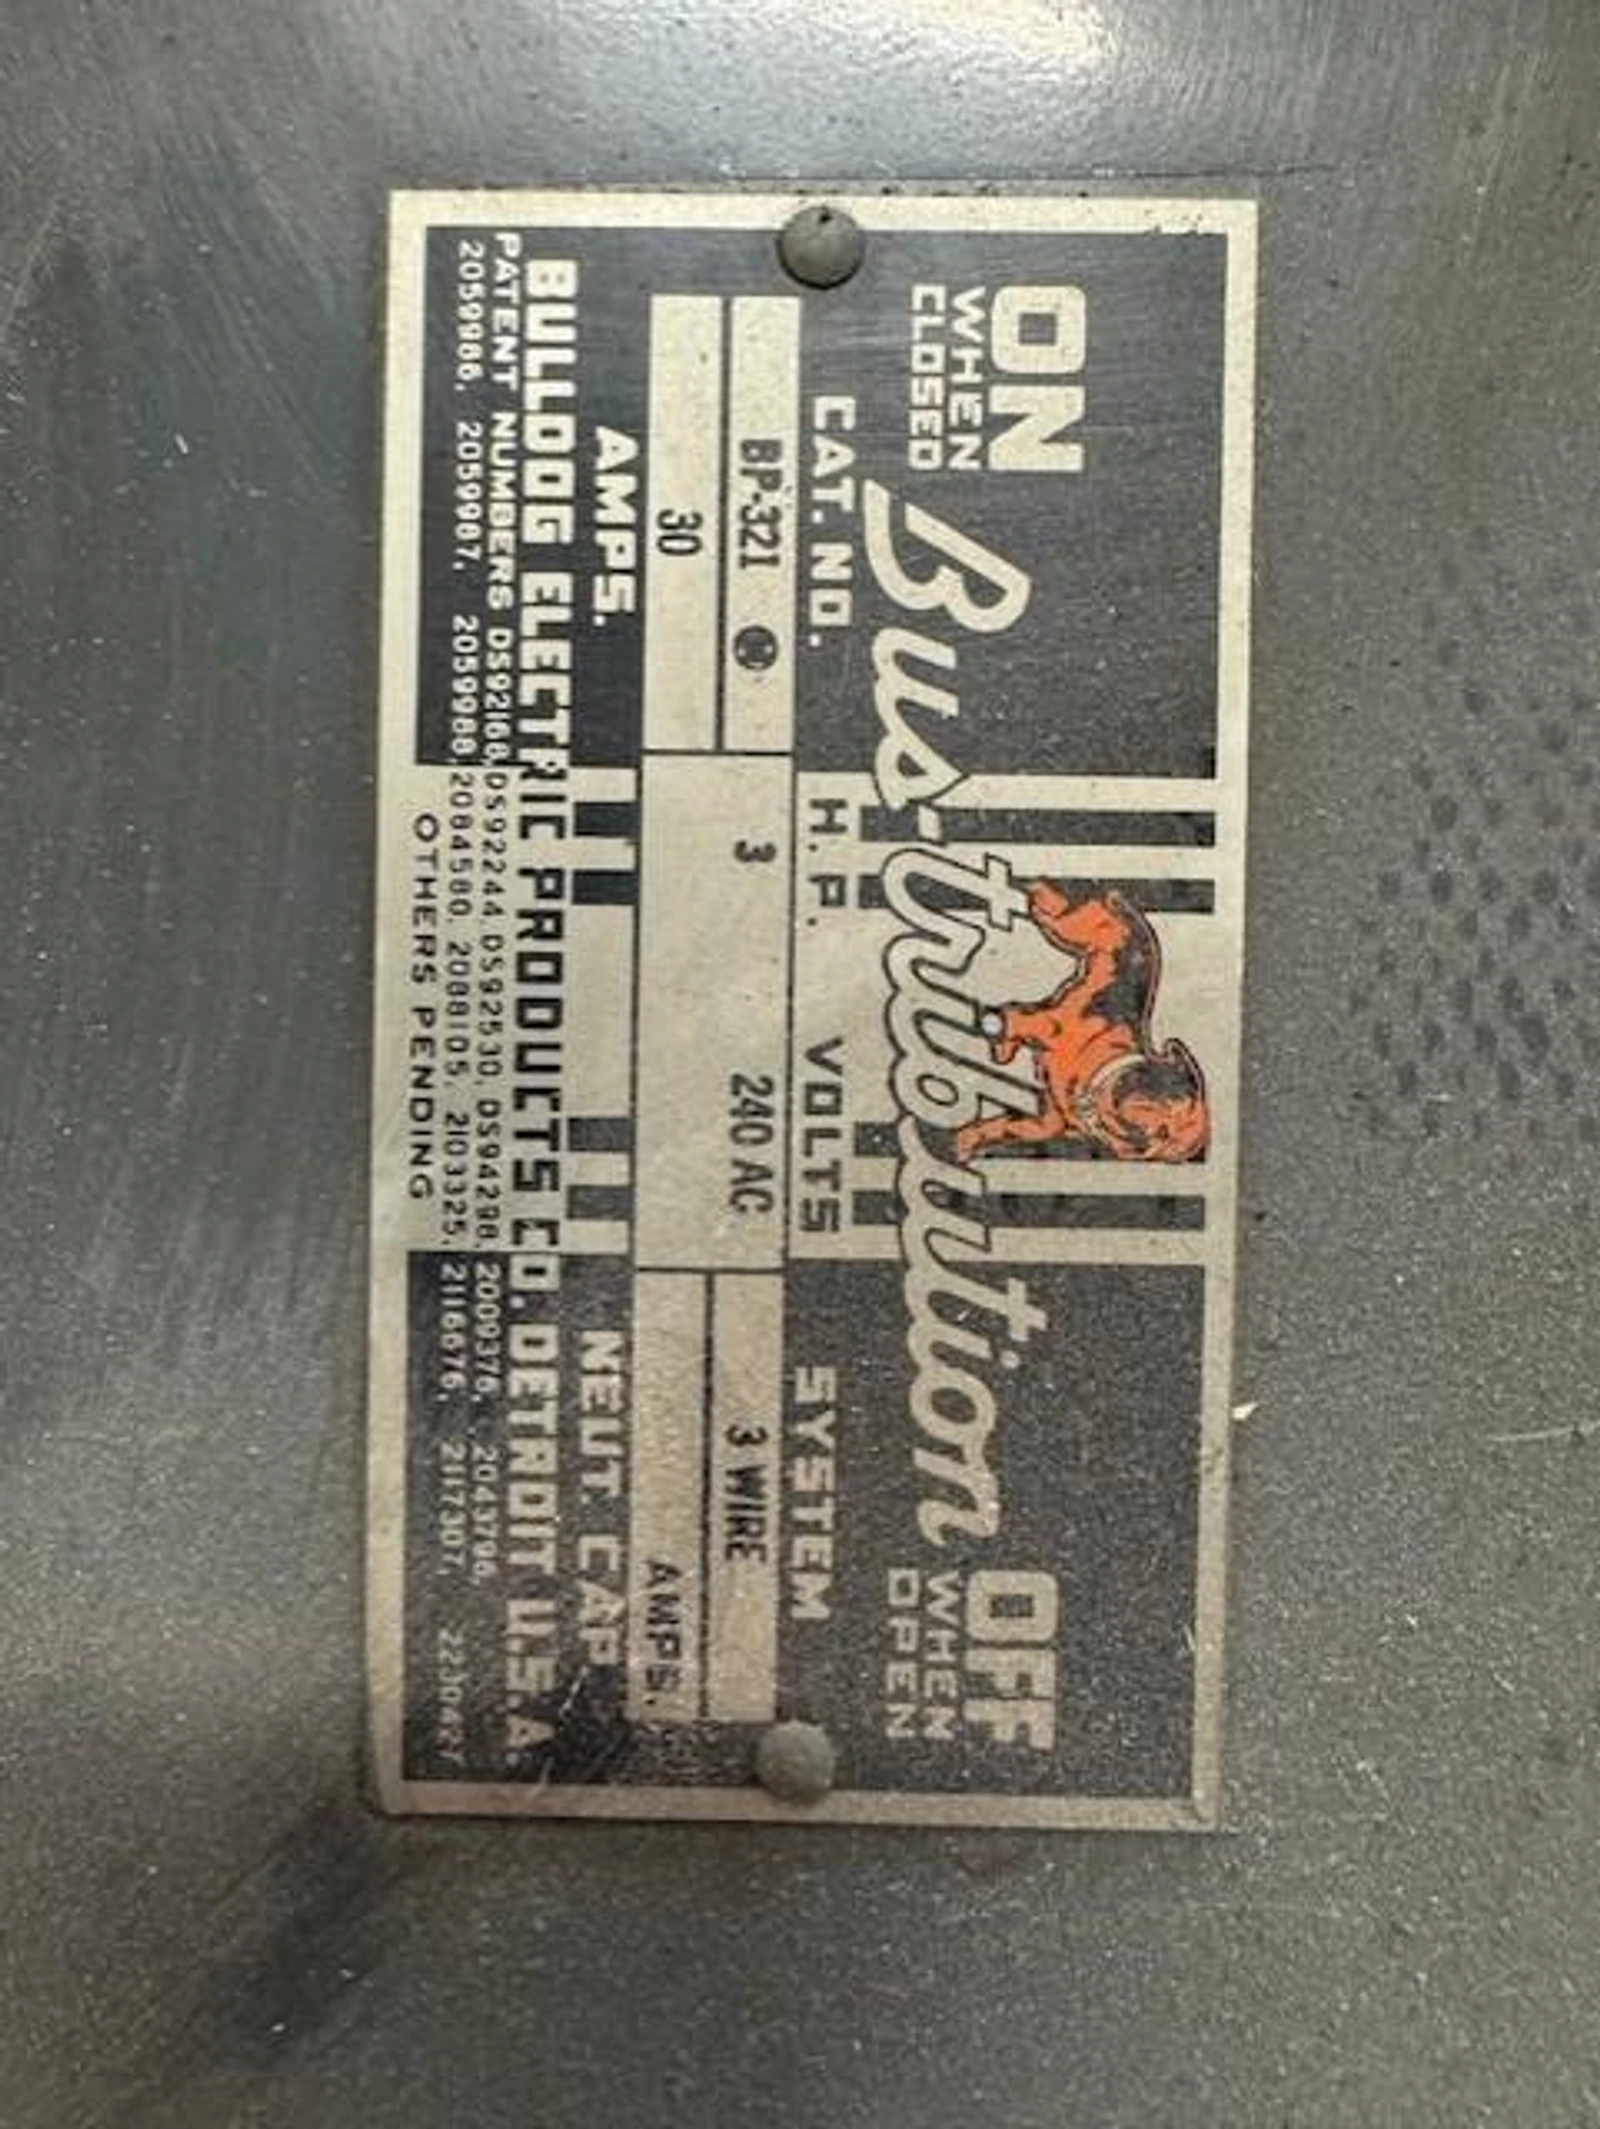 ON
WHEN
CLOSED
Bus-tribution
OFF
WHEN
OPEN
CAT. NO. H. P. VOLTS SYSTEM
BP-321 3 240 AC 3 WIRE
30 AMPS.
AMPS. NEUT. CAP.
BULLDOG ELECTRIC PRODUCTS CO. DETROIT U.S.A.
PATENT NUMBERS DS92168, DS92244, DS92530, DS94298, 2009376, 2043796,
2059986, 2059987, 2059988, 2084580, 2088105, 2103325, 2116676, 2117307,
OTHERS PENDING